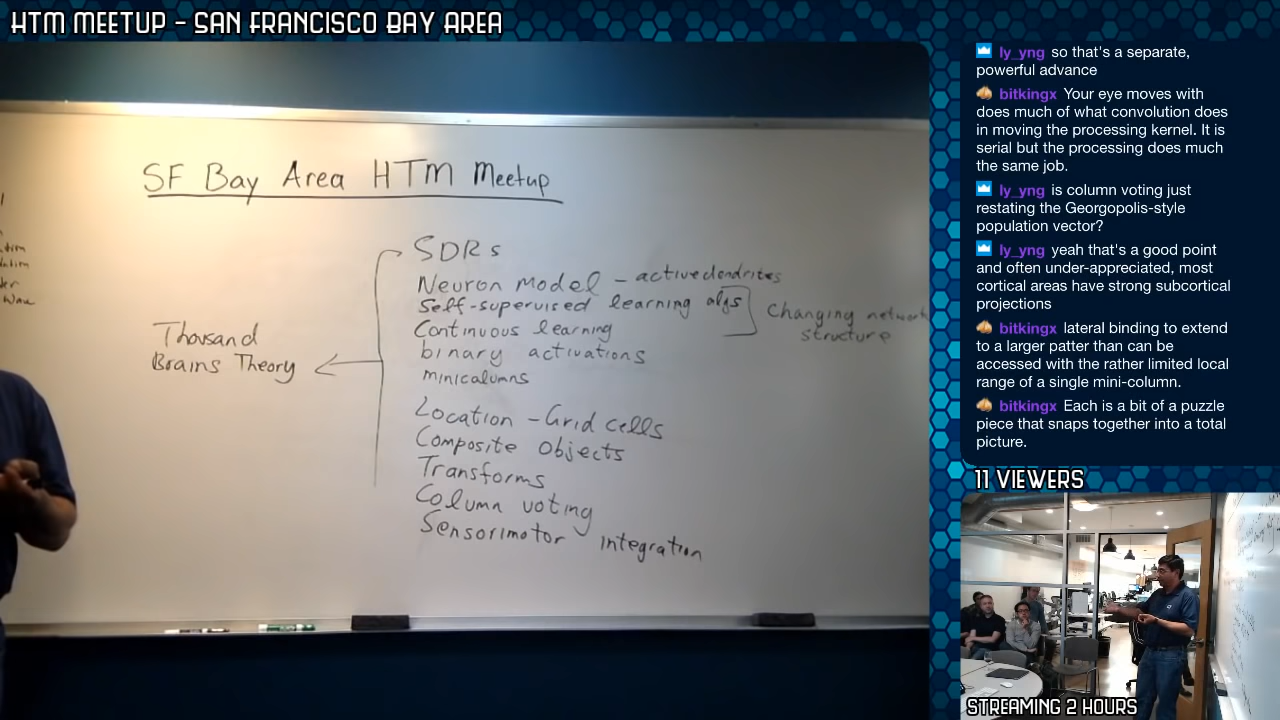 HTM MEETUP - SAN FRANCISCO BAY AREA
SF Bay Area HTM Meetup
SDRs
Neuron model - active dendrites
Self-supervised learning algs
Continuous learning
Changing network
structure
binary activations
minicolumns
Thousand
Brains Theory
Location - Grid cells
Composite Objects
Transforms
Column voting
Sensorimotor integration
ly_yng so that's a separate,
powerful advance
bitkingx Your eye moves with
does much of what convolution does
in moving the processing kernel. It is
serial but the processing does much
the same job.
ly_yng is column voting just
restating the Georgopolis-style
population vector?
ly_yng yeah that's a good point
and often under-appreciated, most
cortical areas have strong subcortical
projections
bitkingx lateral binding to extend
to a larger patter than can be
accessed with the rather limited local
range of a single mini-column.
bitkingx Each is a bit of a puzzle
piece that snaps together into a total
picture.
11 VIEWERS
STREAMING 2 HOURS